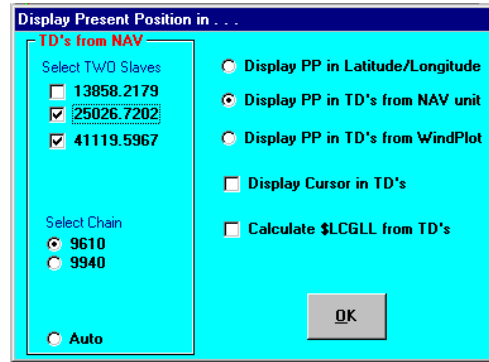 Display Present Position in . . .
TD's from NAV
Select TWO Slaves
13858.2179
25026.7202
41119.5967
Select Chain
9610
9940
Auto
Display PP in Latitude/Longitude
Display PP in TD's from NAV unit
Display PP in TD's from WindPlot
Display Cursor in TD's
Calculate $LCGLL from TD's
OK